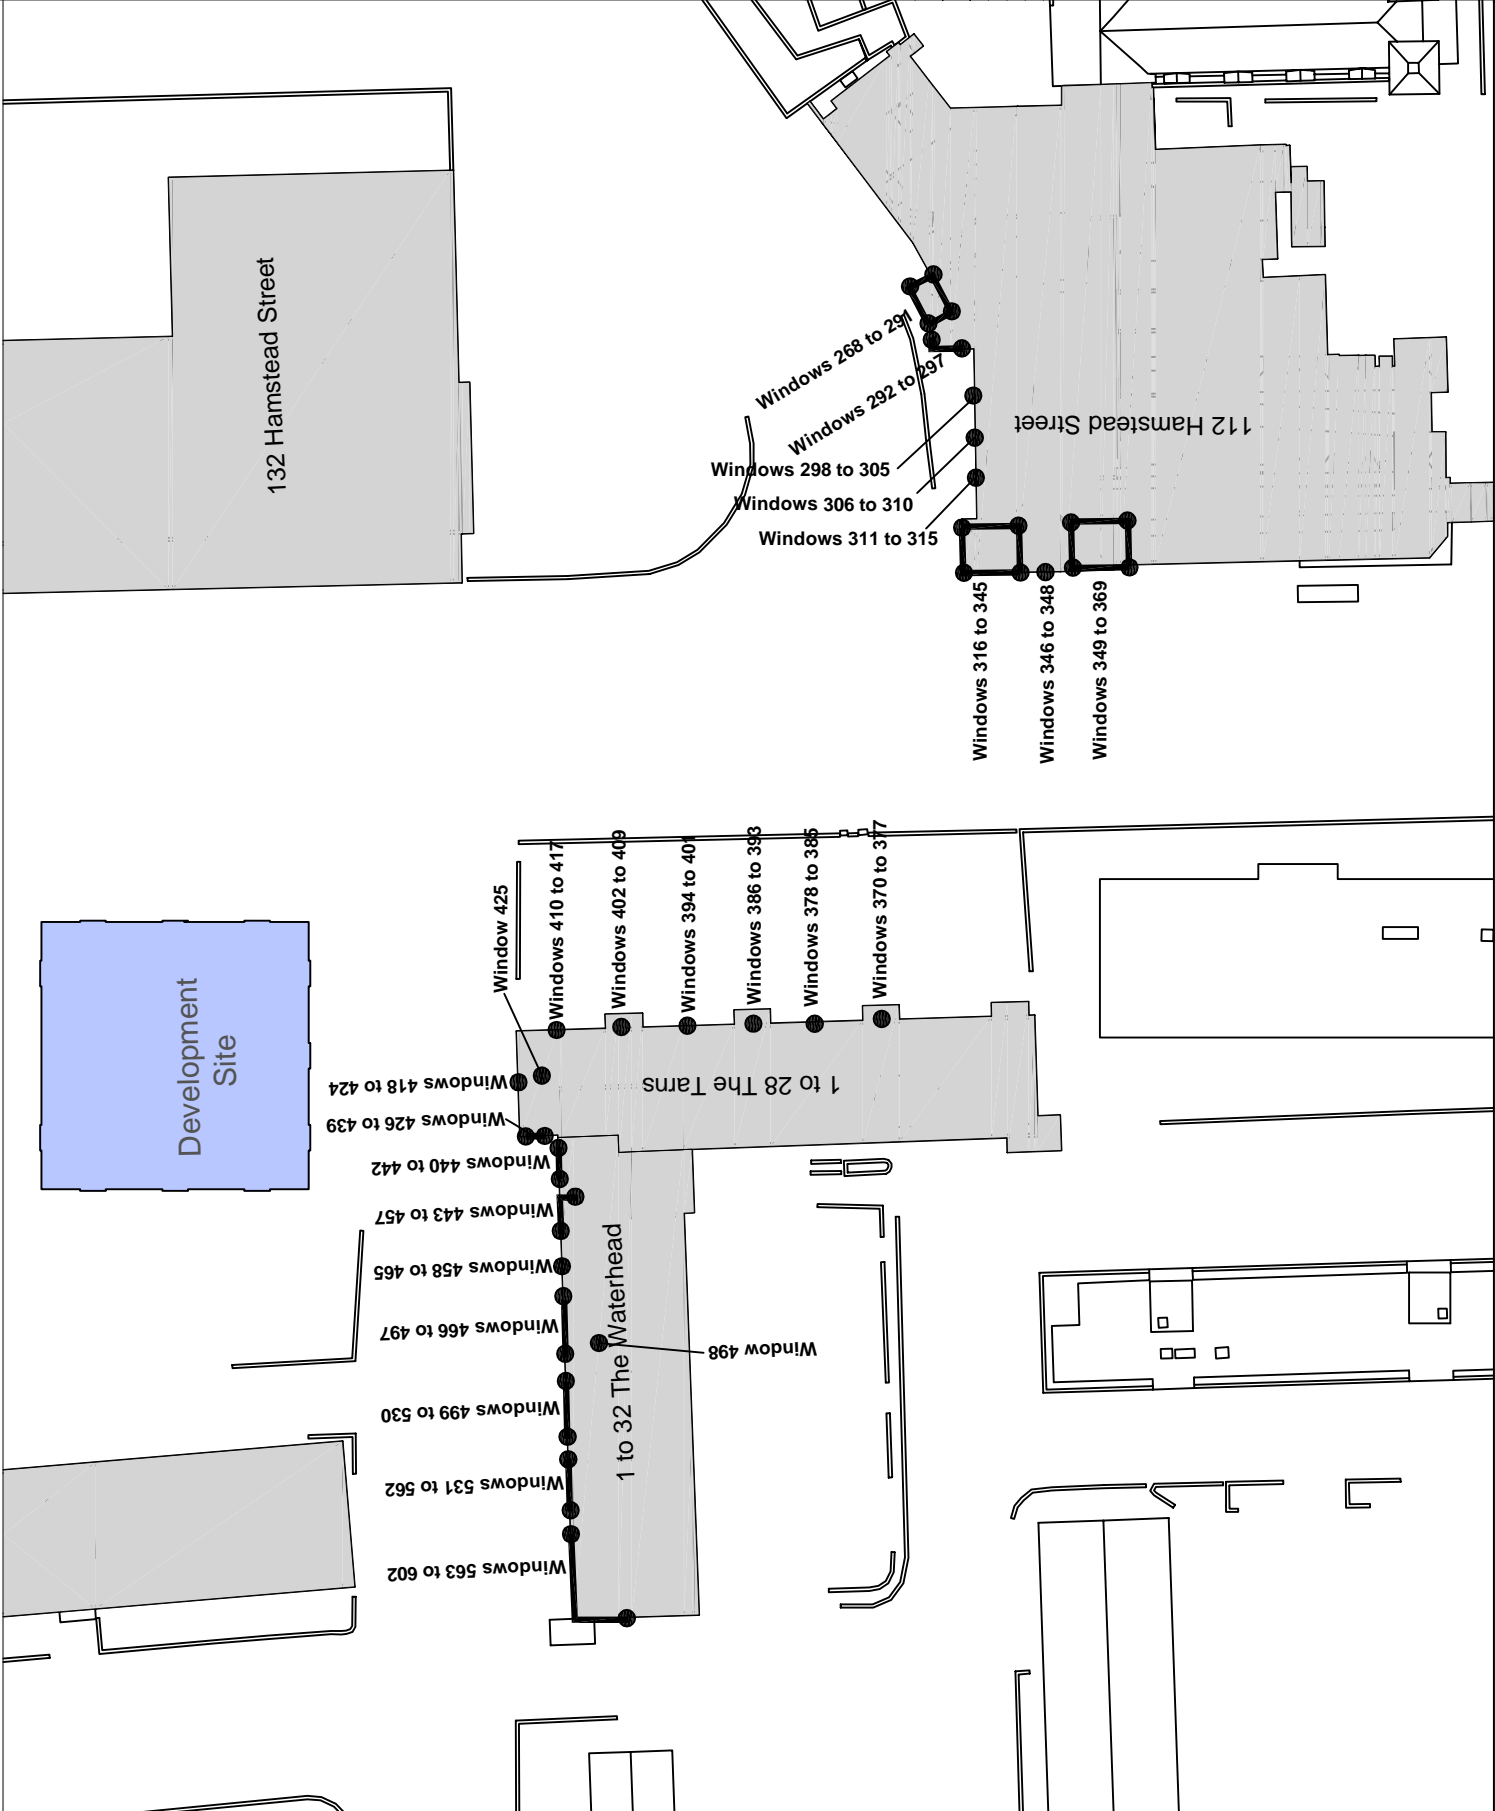 132 Hamstead Street
112 Hamstead Street
Windows 268 to 291
Windows 292 to 297
Windows 298 to 305
Windows 306 to 310
Windows 311 to 315
Windows 316 to 345
Windows 346 to 348
Windows 349 to 369
Window 425
Windows 410 to 417
Windows 402 to 409
Windows 394 to 401
Windows 386 to 393
Windows 378 to 385
Windows 370 to 377
Development
Site
1 to 28 The Tarns
Windows 418 to 424
Windows 426 to 439
Windows 440 to 442
Windows 443 to 457
Windows 458 to 465
Windows 466 to 497
Window 498
Windows 499 to 530
Windows 531 to 562
Windows 563 to 602
1 to 32 The Waterhead